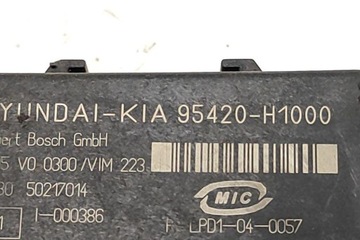 YUNDAI-KIA 95420-H1000
ert Bosch GmbH
5 V0 0300/VIM 223
80 50217014
MIC
1 I-000386
F LPD1-04-0057